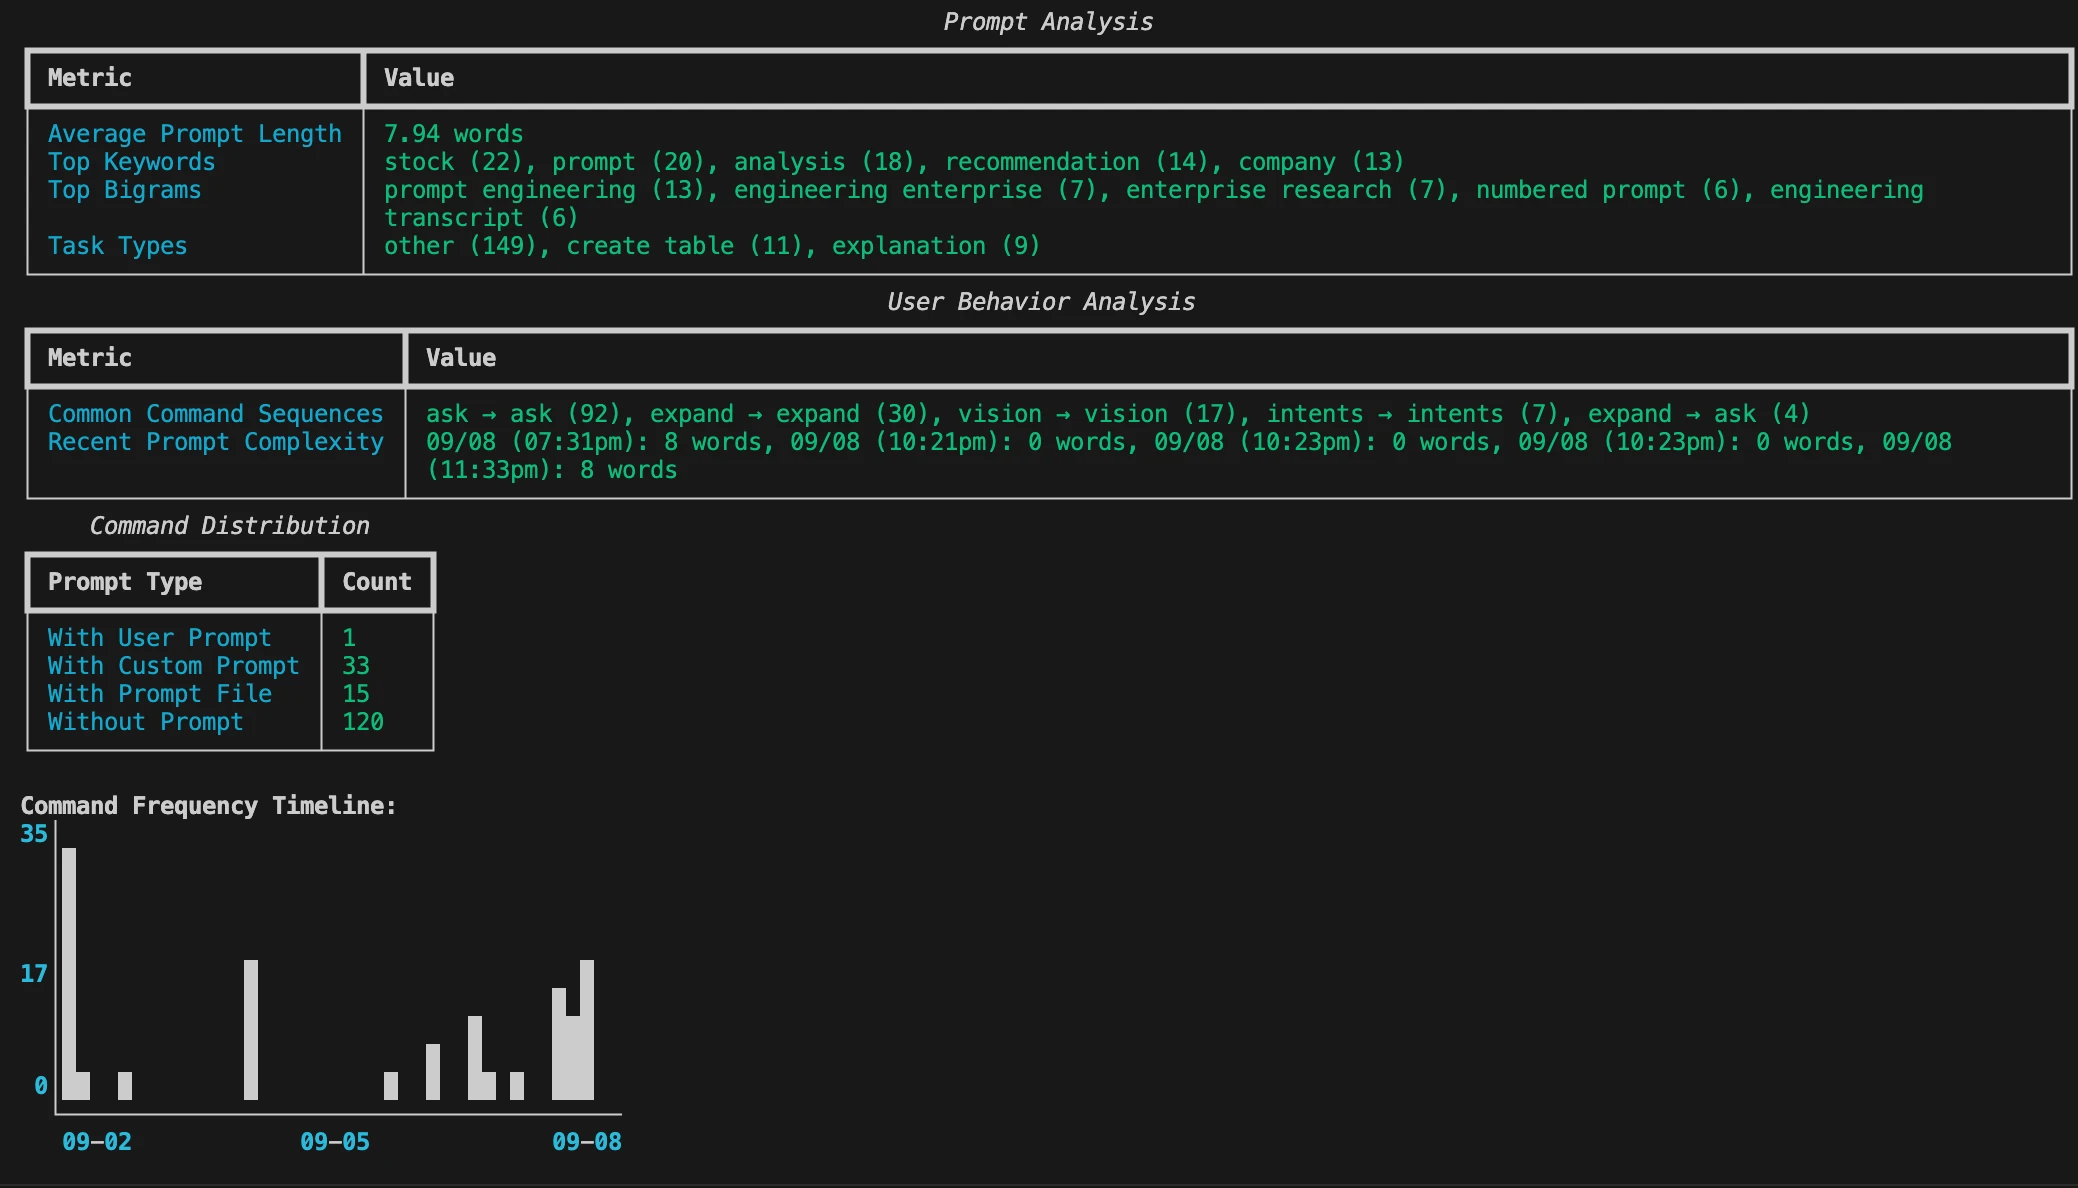 Prompt Analysis
Metric Value
Average Prompt Length 7.94 words
Top Keywords stock (22), prompt (20), analysis (18), recommendation (14), company (13)
Top Bigrams prompt engineering (13), engineering enterprise (7), enterprise research (7), numbered prompt (6), engineering
transcript (6)
Task Types other (149), create table (11), explanation (9)
User Behavior Analysis
Metric Value
Common Command Sequences ask → ask (92), expand → expand (30), vision → vision (17), intents → intents (7), expand → ask (4)
Recent Prompt Complexity 09/08 (07:31pm): 8 words, 09/08 (10:21pm): 0 words, 09/08 (10:23pm): 0 words, 09/08 (10:23pm): 0 words, 09/08
(11:33pm): 8 words
Command Distribution
Prompt Type Count
With User Prompt 1
With Custom Prompt 33
With Prompt File 15
Without Prompt 120
Command Frequency Timeline:
35
17
0
09-02 09-05 09-08